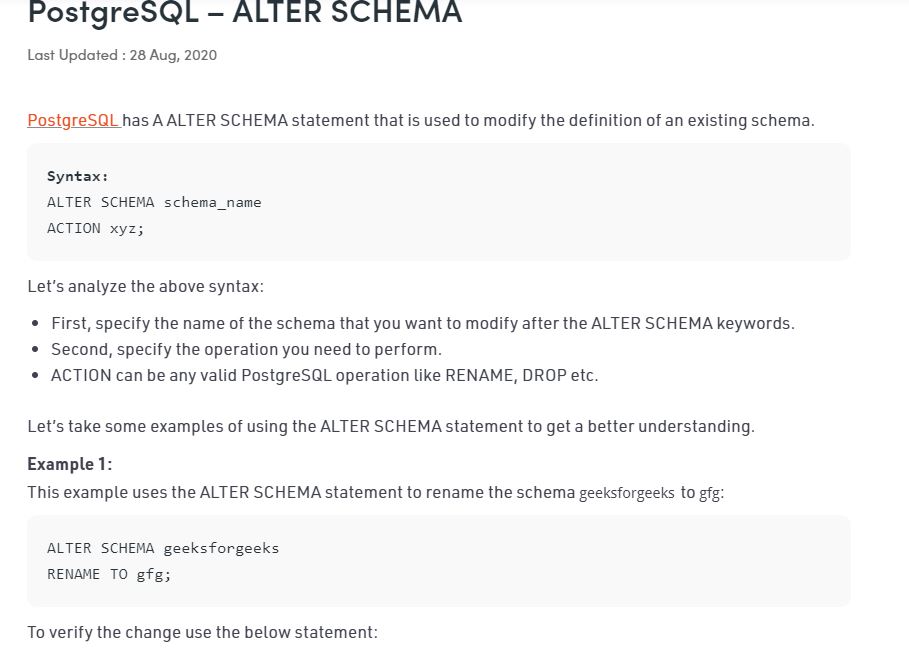 PostgreSQL – ALTER SCHEMA
Last Updated : 28 Aug, 2020
PostgreSQL has A ALTER SCHEMA statement that is used to modify the definition of an existing schema.
Syntax:
ALTER SCHEMA schema_name
ACTION xyz;
Let's analyze the above syntax:
• First, specify the name of the schema that you want to modify after the ALTER SCHEMA keywords.
• Second, specify the operation you need to perform.
• ACTION can be any valid PostgreSQL operation like RENAME, DROP etc.
Let's take some examples of using the ALTER SCHEMA statement to get a better understanding.
Example 1:
This example uses the ALTER SCHEMA statement to rename the schema geeksforgeeks to gfg:
ALTER SCHEMA geeksforgeeks
RENAME TO gfg;
To verify the change use the below statement: